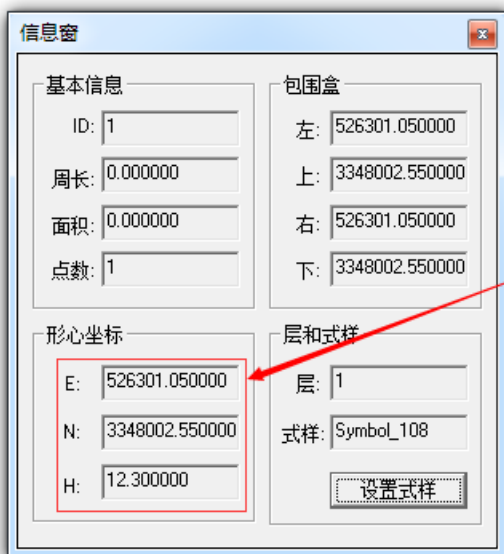 信息窗
基本信息
ID: 1
周长: 0.000000
面积: 0.000000
点数: 1
包围盒
左: 526301.050000
上: 3348002.550000
右: 526301.050000
下: 3348002.550000
形心坐标
E: 526301.050000
N: 3348002.550000
H: 12.300000
层和式样
层: 1
式样: Symbol_108
设置式样